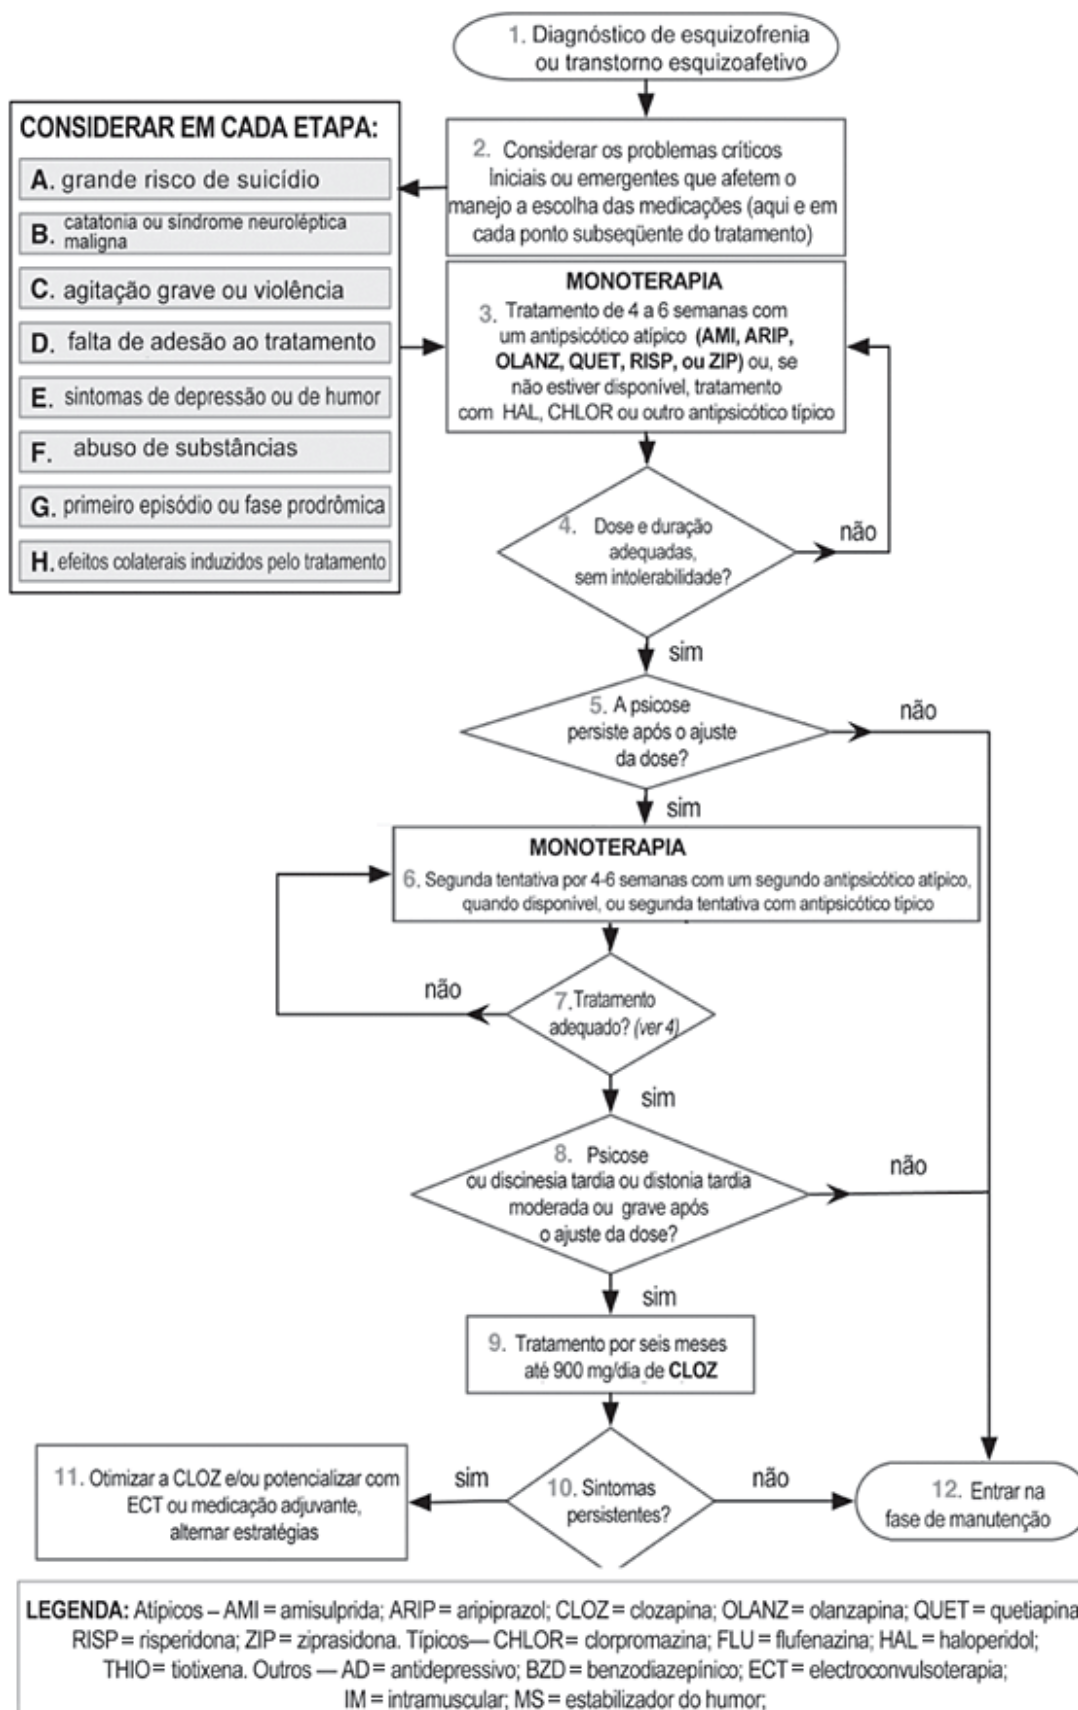 1. Diagnóstico de esquizofrenia
ou transtorno esquizoafetivo
CONSIDERAR EM CADA ETAPA:
A. grande risco de suicídio
B. catatonia ou síndrome neuroléptica
maligna
C. agitação grave ou violência
D. falta de adesão ao tratamento
E. sintomas de depressão ou de humor
F. abuso de substâncias
G. primeiro episódio ou fase prodrômica
H. efeitos colaterais induzidos pelo tratamento
2. Considerar os problemas críticos
Iniciais ou emergentes que afetem o
manejo a escolha das medicações (aqui e em
cada ponto subseqüente do tratamento)
MONOTERAPIA
3. Tratamento de 4 a 6 semanas com
um antipsicótico atípico (AMI, ARIP,
OLANZ, QUET, RISP, ou ZIP) ou, se
não estiver disponível, tratamento
com HAL, CHLOR ou outro antipsicótico típico
4. Dose e duração
adequadas,
sem intolerabilidade?
não
sim
5. A psicose
persiste após o ajuste
da dose?
não
sim
MONOTERAPIA
6. Segunda tentativa por 4-6 semanas com um segundo antipsicótico atípico,
quando disponível, ou segunda tentativa com antipsicótico típico
não
7. Tratamento
adequado? (ver 4)
sim
8. Psicose
ou discinesia tardia ou distonia tardia
moderada ou grave após
o ajuste da dose?
não
sim
9. Tratamento por seis meses
até 900 mg/dia de CLOZ
11. Otimizar a CLOZ e/ou potencializar com
ECT ou medicação adjuvante,
alternar estratégias
sim
10. Sintomas
persistentes?
não
12. Entrar na
fase de manutenção
LEGENDA: Atípicos – AMI = amisulprida; ARIP = aripiprazol; CLOZ = clozapina; OLANZ = olanzapina; QUET = quetiapina
RISP = risperidona; ZIP = ziprasidona. Típicos— CHLOR = clorpromazina; FLU = flufenazina; HAL = haloperidol;
THIO = tiotixena. Outros — AD = antidepressivo; BZD = benzodiazepínico; ECT = electroconvulsoterapia;
IM = intramuscular; MS = estabilizador do humor;